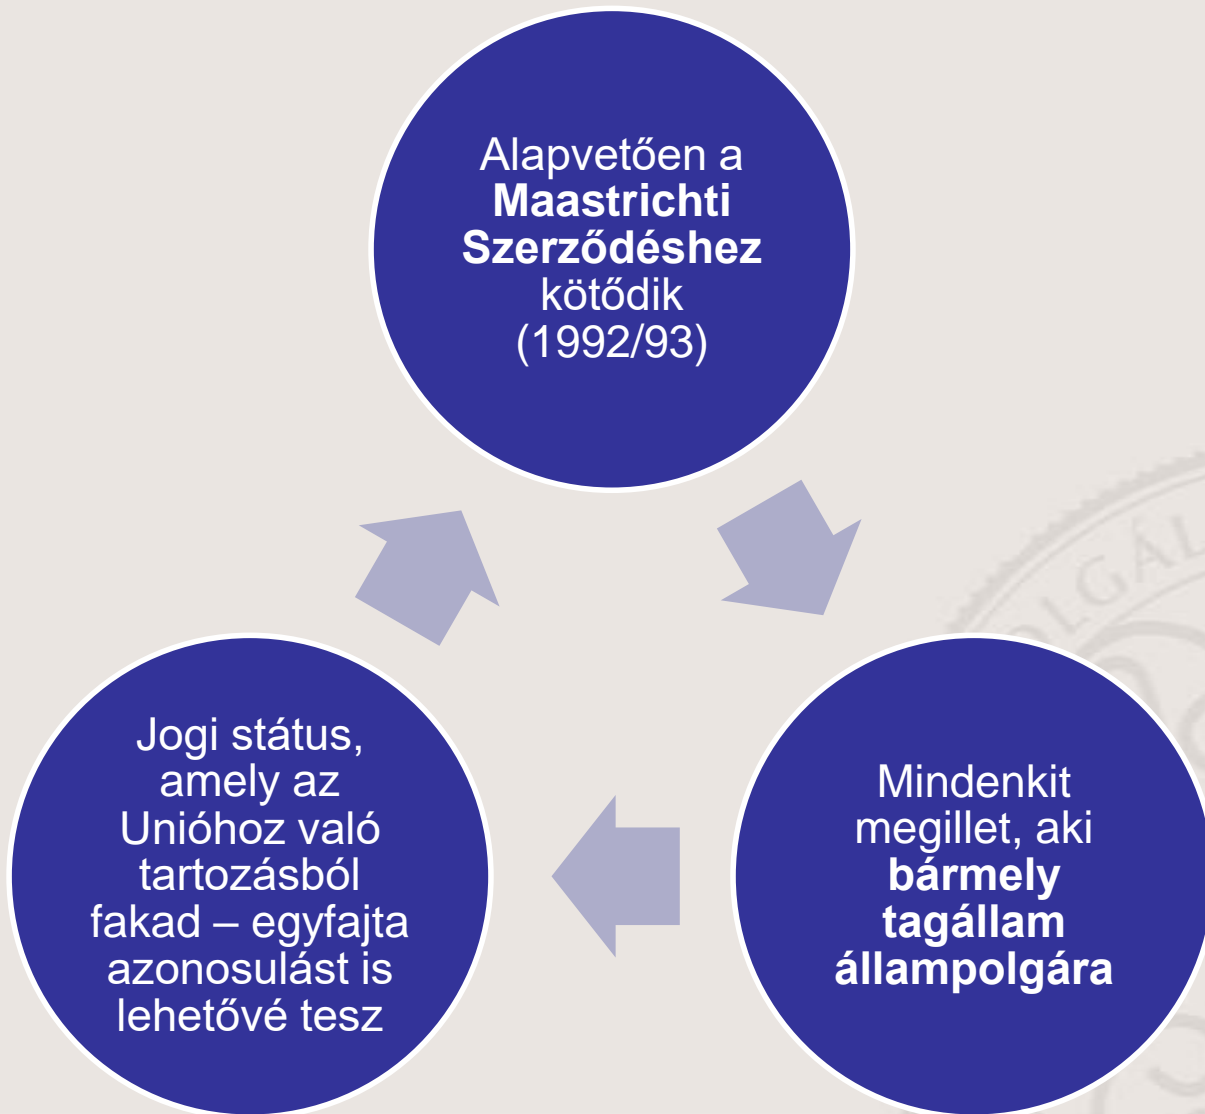 Alapvetően a
Maastrichti
Szerződéshez
kötődik
(1992/93)
Mindenkit
megillet, aki
bármely
tagállam
állampolgára
Jogi státus,
amely az
Unióhoz való
tartozásból
fakad – egyfajta
azonosulást is
lehetővé tesz